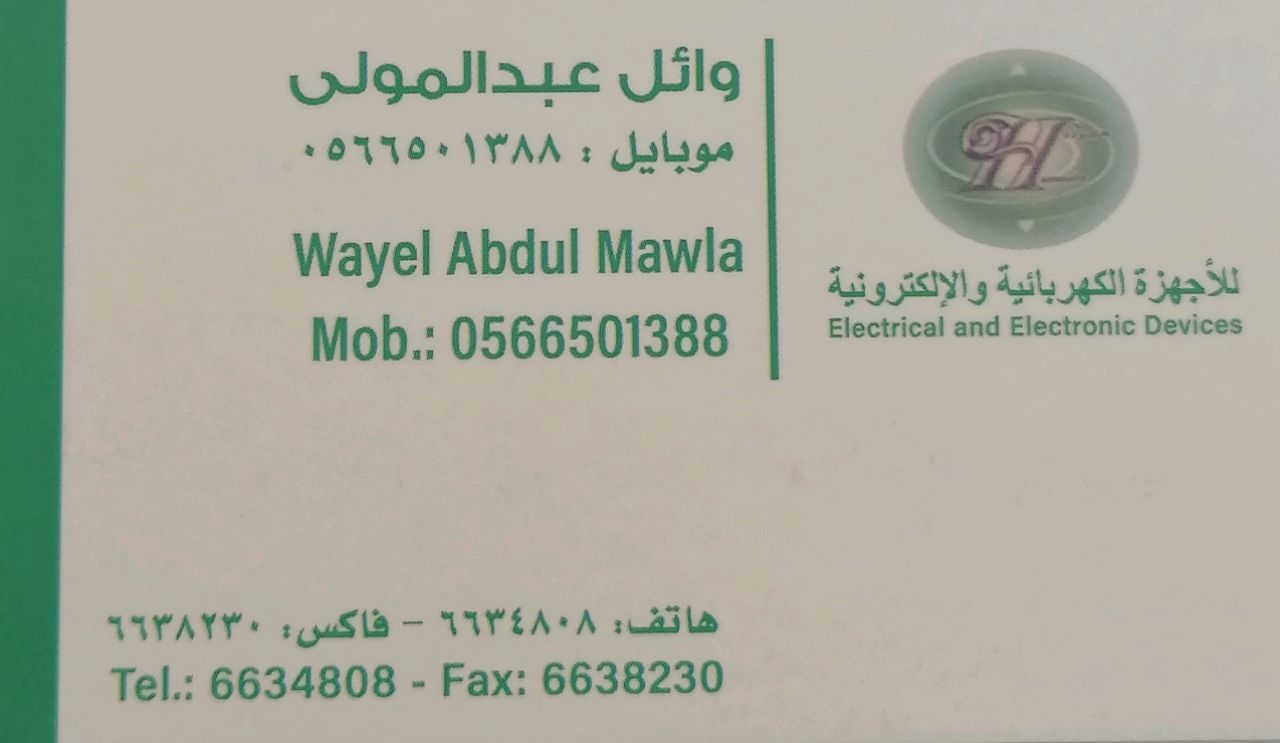 وائل عبدالمولى
موبايل : ٠٥٦٦٥٠١٣٨٨
Wayel Abdul Mawla
Mob.: 0566501388
H
للأجهزة الكهربائية والإلكترونية
Electrical and Electronic Devices
هاتف: ٦٦٣٤٨٠٨ – فاكس: ٦٦٣٨٢٣٠
Tel.: 6634808 - Fax: 6638230